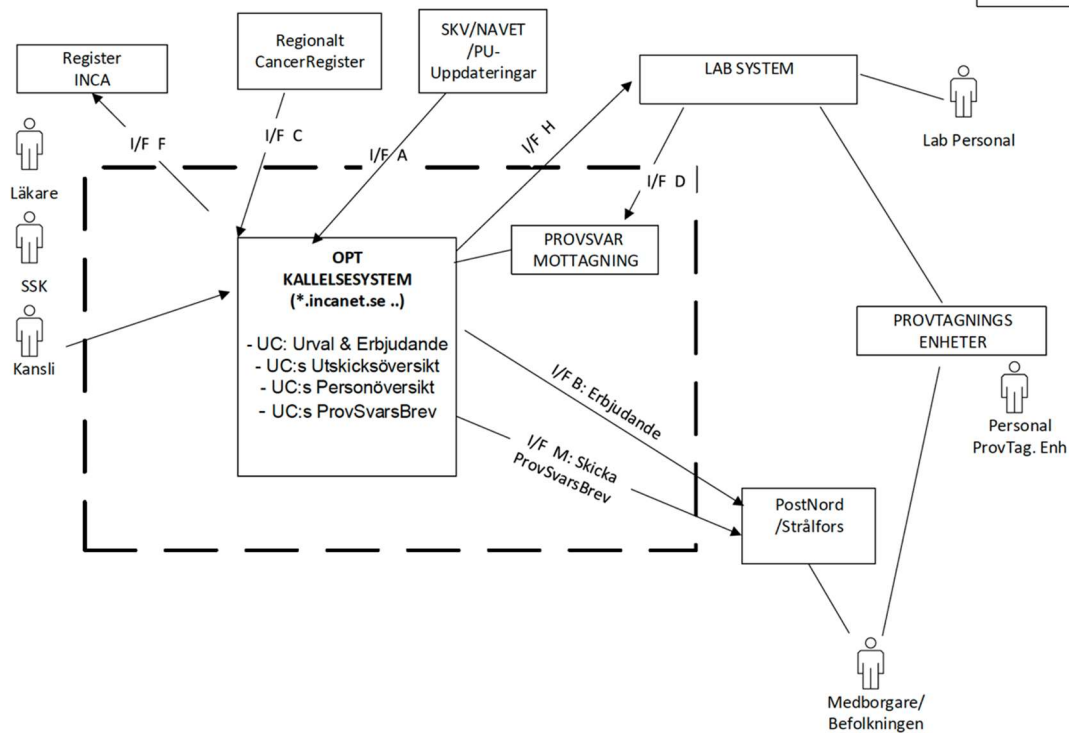 Register
INCA
Regionalt
CancerRegister
SKV/NAVET
/PU-
Uppdateringar
LAB SYSTEM
Lab Personal
I/F F
I/F C
I/F A
I/F H
I/F D
Läkare
SSK
Kansli
OPT
KALLELSESYSTEM
(*.incanet.se ..)
- UC: Urval & Erbjudande
- UC:s Utskicksöversikt
- UC:s Personöversikt
- UC:s ProvSvarsBrev
PROVSVAR
MOTTAGNING
PROVTAGNINGS
ENHETER
Personal
ProvTag. Enh
I/F B: Erbjudande
I/F M: Skicka
ProvSvarsBrev
PostNord
/Strålfors
Medborgare/
Befolkningen